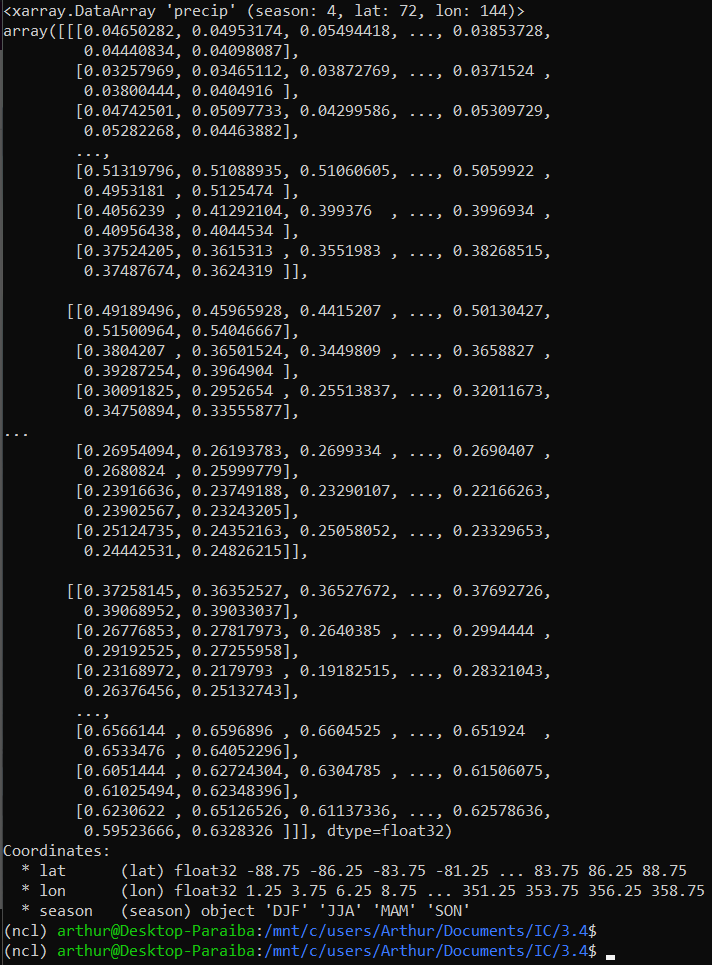 <xarray.DataArray 'precip' (season: 4, lat: 72, lon: 144)>
array([[[0.04650282, 0.04953174, 0.05494418, ..., 0.03853728,
         0.04440834, 0.04098087],
        [0.03257969, 0.03465112, 0.03872769, ..., 0.0371524 ,
         0.03800444, 0.0404916 ],
        [0.04742501, 0.05097733, 0.04299586, ..., 0.05309729,
         0.05282268, 0.04463882],
        ...,
        [0.51319796, 0.51088935, 0.51060605, ..., 0.5059922 ,
         0.4953181 , 0.5125474 ],
        [0.4056239 , 0.41292104, 0.399376  , ..., 0.3996934 ,
         0.40956438, 0.4044534 ],
        [0.37524205, 0.3615313 , 0.3551983 , ..., 0.38268515,
         0.37487674, 0.3624319 ]],

       [[0.49189496, 0.45965928, 0.4415207 , ..., 0.50130427,
         0.51500964, 0.54046667],
        [0.3804207 , 0.36501524, 0.3449809 , ..., 0.3658827 ,
         0.39287254, 0.3964904 ],
        [0.30091825, 0.2952654 , 0.25513837, ..., 0.32011673,
         0.34750894, 0.33555877],
...
        [0.26954094, 0.26193783, 0.2699334 , ..., 0.2690407 ,
         0.2680824 , 0.25999779],
        [0.23916636, 0.23749188, 0.23290107, ..., 0.22166263,
         0.23902567, 0.23243205],
        [0.25124735, 0.24352163, 0.25058052, ..., 0.23329653,
         0.24442531, 0.24826215]],

       [[0.37258145, 0.36352527, 0.36527672, ..., 0.37692726,
         0.39068952, 0.39033037],
        [0.26776853, 0.27817973, 0.2640385 , ..., 0.2994444 ,
         0.29192525, 0.27255958],
        [0.23168972, 0.2179793 , 0.19182515, ..., 0.28321043,
         0.26376456, 0.25132743],
        ...,
        [0.6566144 , 0.6596896 , 0.6604525 , ..., 0.651924  ,
         0.6533476 , 0.64052296],
        [0.6051444 , 0.62724304, 0.6304785 , ..., 0.61506075,
         0.61025494, 0.62348396],
        [0.6230622 , 0.65126526, 0.61137336, ..., 0.62578636,
         0.59523666, 0.6328326 ]]], dtype=float32)
Coordinates:
  * lat      (lat) float32 -88.75 -86.25 -83.75 -81.25 ... 83.75 86.25 88.75
  * lon      (lon) float32 1.25 3.75 6.25 8.75 ... 351.25 353.75 356.25 358.75
  * season   (season) object 'DJF' 'JJA' 'MAM' 'SON'
(ncl) arthur@Desktop-Paraiba:/mnt/c/users/Arthur/Documents/IC/3.4$
(ncl) arthur@Desktop-Paraiba:/mnt/c/users/Arthur/Documents/IC/3.4$